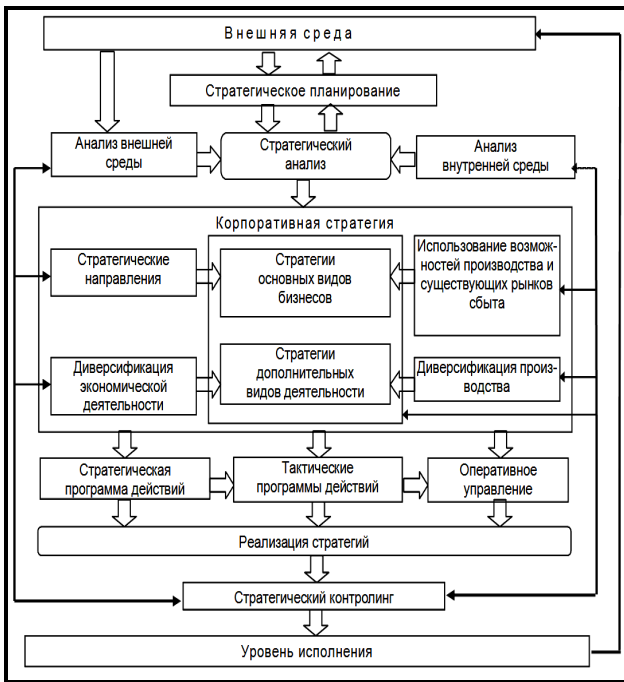 Внешняя среда
Стратегическое планирование
Анализ внешней
среды
Стратегический
анализ
Анализ
внутренней среды
Корпоративная стратегия
Стратегические
направления
Стратегии
основных видов
бизнесов
Использование возмож-
ностей производства и
существующих рынков
сбыта
Диверсификация
экономической
деятельности
Стратегии
дополнительных
видов деятельности
Диверсификация произ-
водства
Стратегическая
программа действий
Тактические
программы действий
Оперативное
управление
Реализация стратегий
Стратегический контролинг
Уровень исполнения